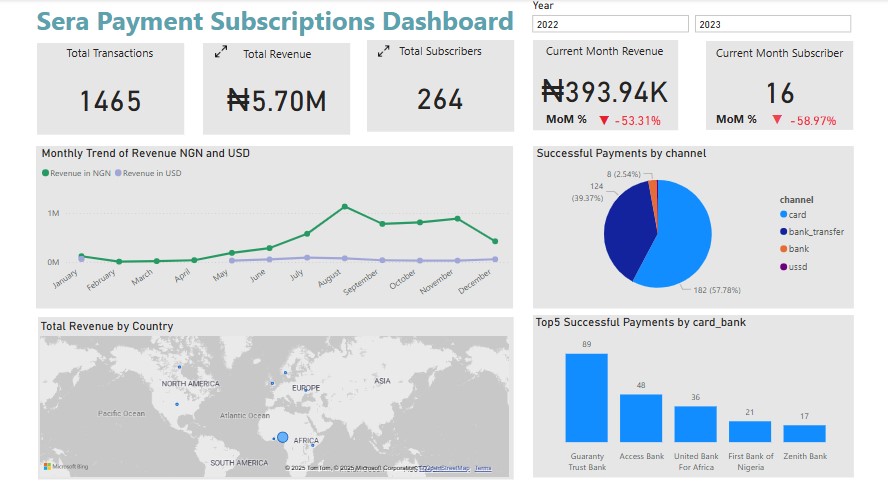 Sera Payment Subscriptions Dashboard
Year
2022
2023
Total Transactions
1465
Total Revenue
₦5.70M
Total Subscribers
264
Current Month Revenue
₦393.94K
MoM % ▼ -53.31%
Current Month Subscriber
16
MoM % ▼ -58.97%
Monthly Trend of Revenue NGN and USD
Revenue in NGN Revenue in USD
1M
0M
January February March April May June July August September October November December
Successful Payments by channel
8 (2.54%)
124
(39.37%)
182 (57.78%)
channel
card
bank_transfer
bank
ussd
Total Revenue by Country
NORTH AMERICA
EUROPE
ASIA
Pacific Ocean
Atlantic Ocean
AFRICA
SOUTH AMERICA
Microsoft Bing
© 2025 TomTom, © 2025 Microsoft Corporation, © OpenStreetMap Terms
Top5 Successful Payments by card_bank
89
48
36
21
17
Guaranty
Trust Bank
Access Bank
United Bank
For Africa
First Bank of
Nigeria
Zenith Bank